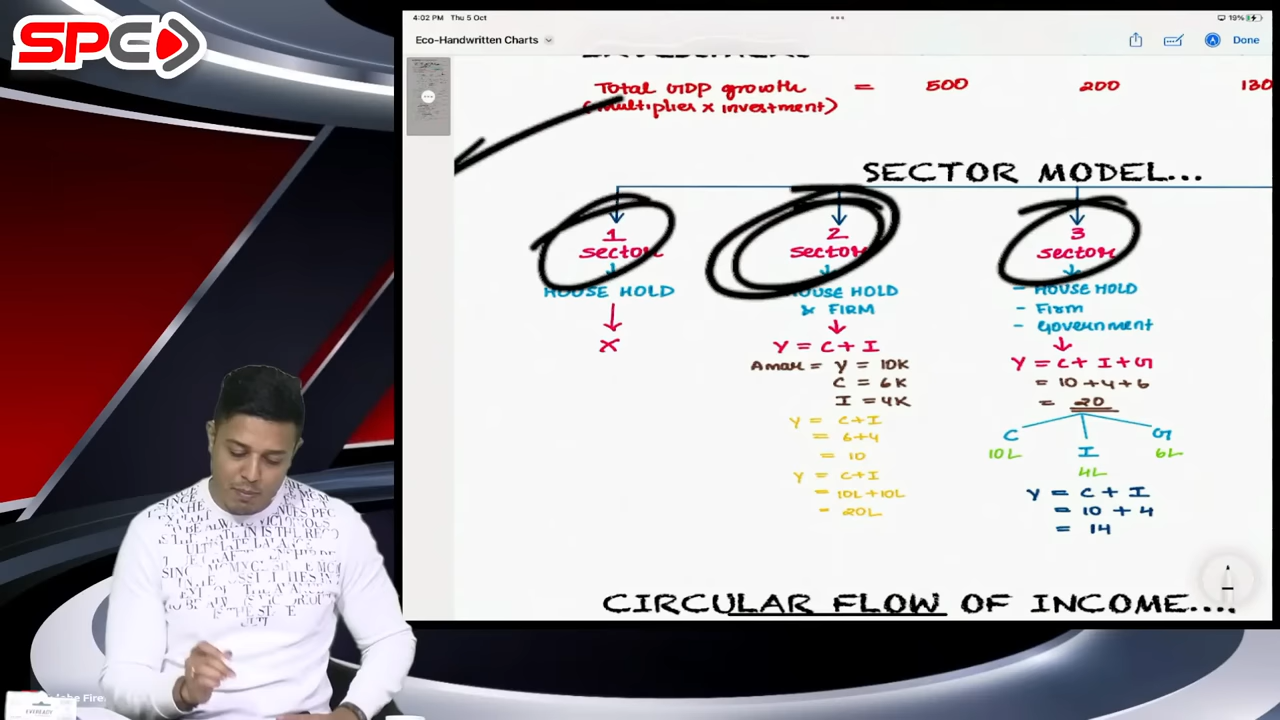 SPE
4:02 PM Thu 5 Oct
19%
Eco-Handwritten Charts
Done
Total GDP growth = 500 200 130
(multiplier x investment)
SECTOR MODEL...
1
sector
HOUSE HOLD
x
2
sector
HOUSE HOLD
& FIRM
Y = C + I
Aman = Y = 10K
C = 6K
I = 4K
Y = C+I
= 6+4
= 10
Y = C+I
= 10L+10L
= 20L
3
sector
- HOUSE HOLD
- Firm
- Government
Y = C + I + G
= 10 + 4 + 6
= 20
C
10L
I
4L
G
6L
Y = C + I
= 10 + 4
= 14
CIRCULAR FLOW OF INCOME....
EVEREADY